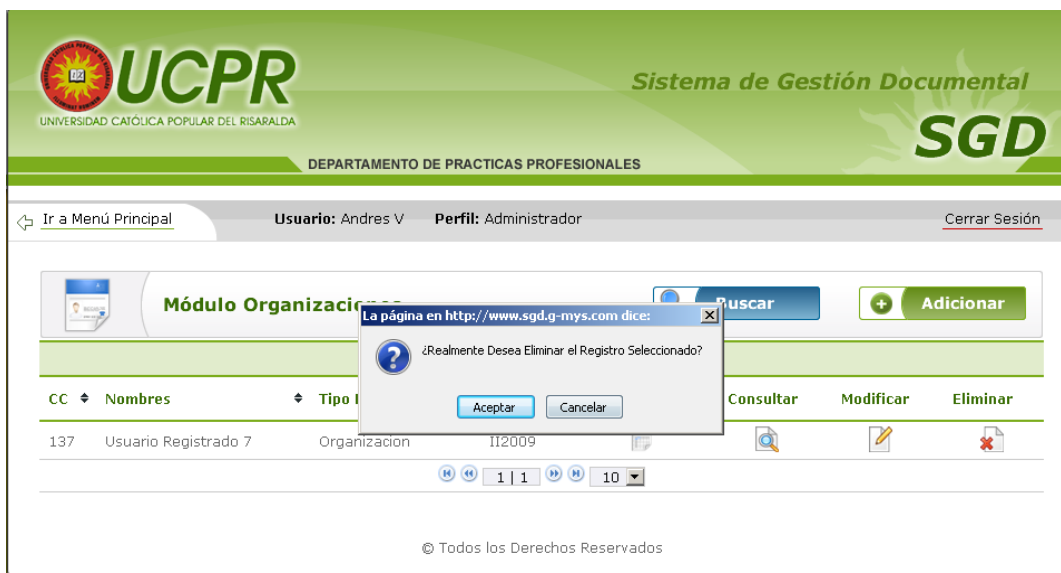 UCPR
UNIVERSIDAD CATÓLICA POPULAR DEL RISARALDA
Sistema de Gestión Documental
SGD
DEPARTAMENTO DE PRACTICAS PROFESIONALES
Ir a Menú Principal Usuario: Andres V Perfil: Administrador Cerrar Sesión
Módulo Organizaciones Buscar Adicionar
La página en http://www.sgd.g-mys.com dice:
¿Realmente Desea Eliminar el Registro Seleccionado?
Aceptar Cancelar
CC Nombres Tipo Consultar Modificar Eliminar
137 Usuario Registrado 7 Organizacion II2009
1 | 1 10
© Todos los Derechos Reservados